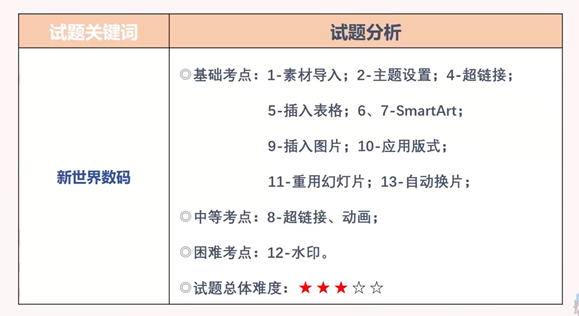 试题关键词
试题分析
新世界数码
◎基础考点：1-素材导入；2-主题设置；4-超链接；
5-插入表格；6、7-SmartArt；
9-插入图片；10-应用版式；
11-重用幻灯片；13-自动换片；
◎中等考点：8-超链接、动画；
◎困难考点：12-水印。
◎试题总体难度：★★★☆☆